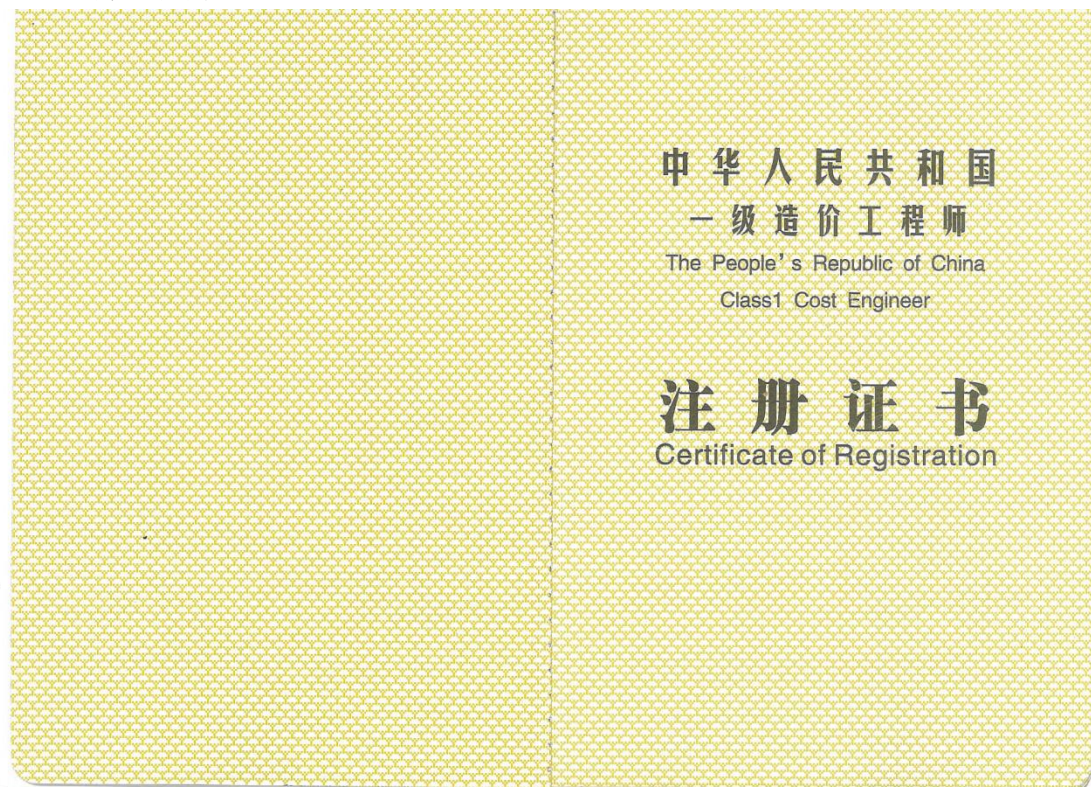 中华人民共和国
一级造价工程师
The People's Republic of China
Class1 Cost Engineer
注册证书
Certificate of Registration